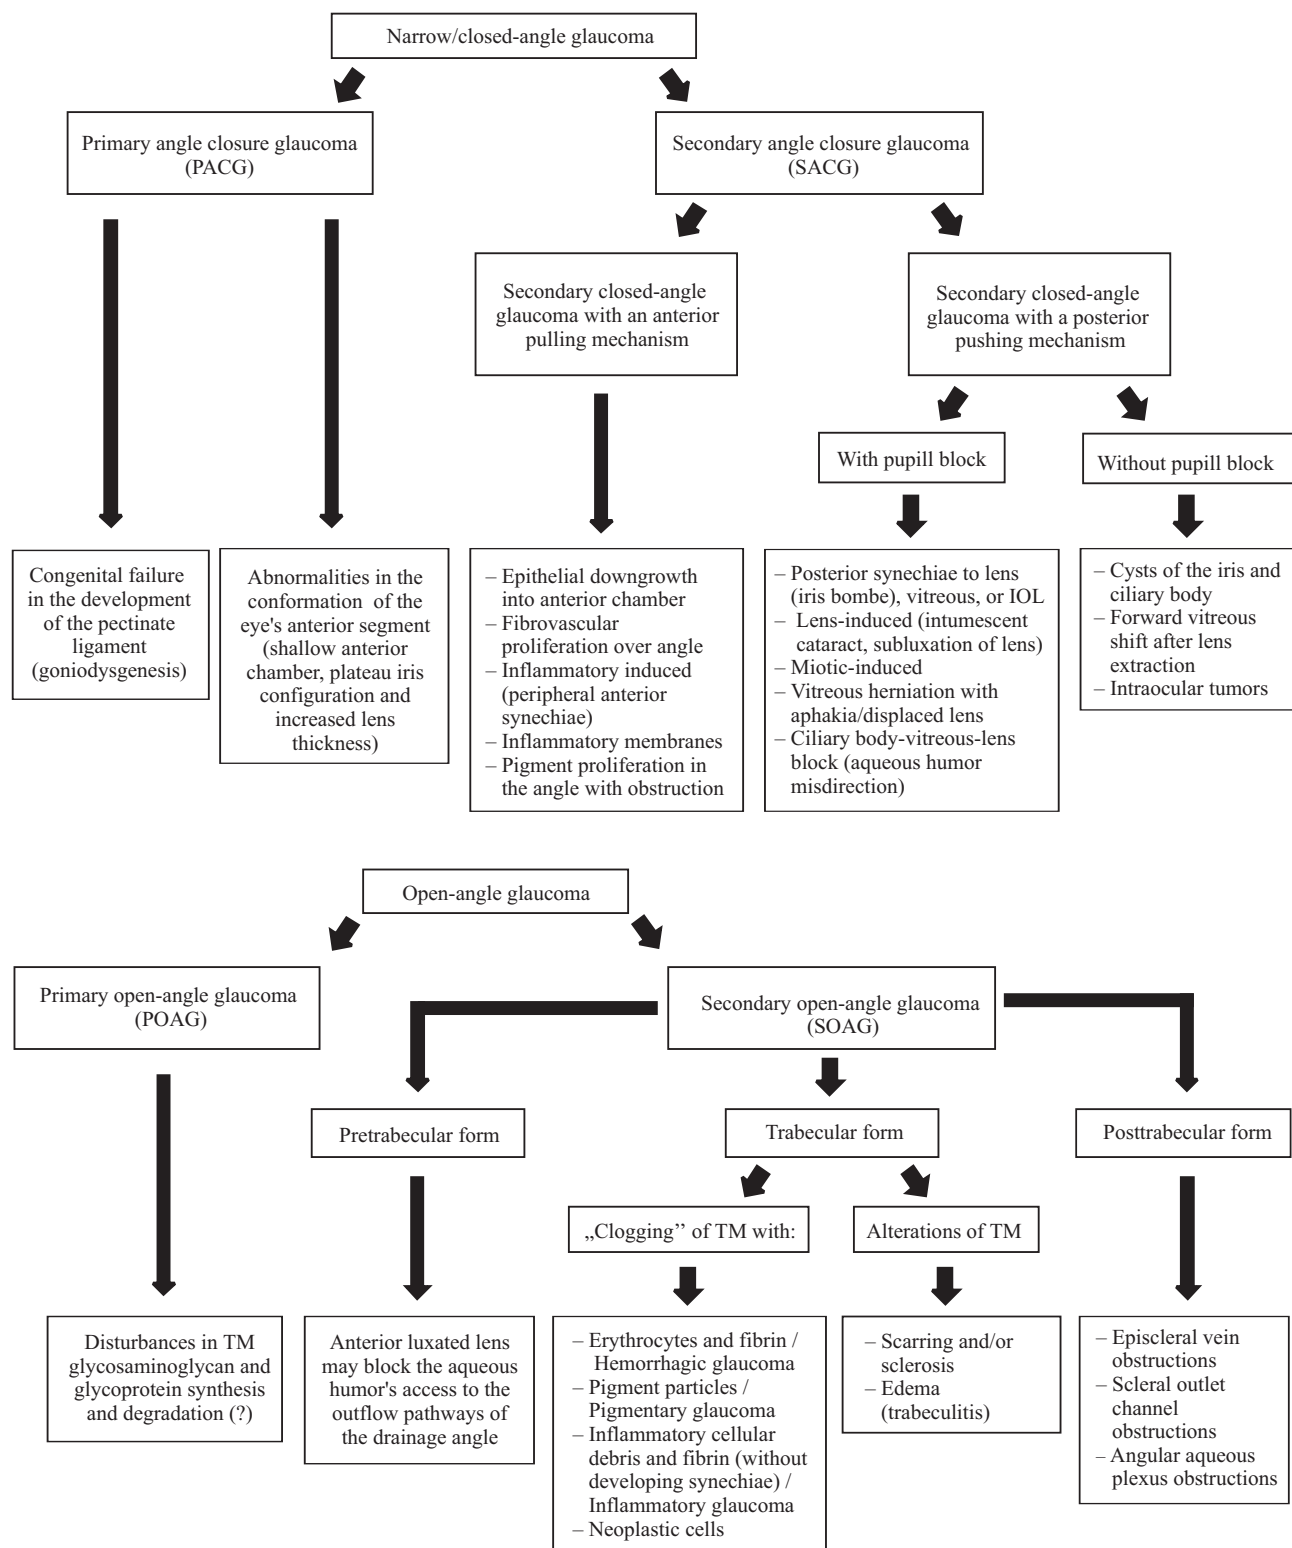 Narrow/closed-angle glaucoma
Primary angle closure glaucoma
(PACG)
Secondary angle closure glaucoma
(SACG)
Secondary closed-angle
glaucoma with an anterior
pulling mechanism
Secondary closed-angle
glaucoma with a posterior
pushing mechanism
With pupill block
Without pupill block
Congenital failure
in the development
of the pectinate
ligament
(goniodysgenesis)
Abnormalities in the
conformation of the
eye's anterior segment
(shallow anterior
chamber, plateau iris
configuration and
increased lens
thickness)
– Epithelial downgrowth
into anterior chamber
– Fibrovascular
proliferation over angle
– Inflammatory induced
(peripheral anterior
synechiae)
– Inflammatory membranes
– Pigment proliferation in
the angle with obstruction
– Posterior synechiae to lens
(iris bombe), vitreous, or IOL
– Lens-induced (intumescent
cataract, subluxation of lens)
– Miotic-induced
– Vitreous herniation with
aphakia/displaced lens
– Ciliary body-vitreous-lens
block (aqueous humor
misdirection)
– Cysts of the iris and
ciliary body
– Forward vitreous
shift after lens
extraction
– Intraocular tumors
Open-angle glaucoma
Primary open-angle glaucoma
(POAG)
Secondary open-angle glaucoma
(SOAG)
Pretrabecular form
Trabecular form
Posttrabecular form
„Clogging” of TM with:
Alterations of TM
Disturbances in TM
glycosaminoglycan and
glycoprotein synthesis
and degradation (?)
Anterior luxated lens
may block the aqueous
humor's access to the
outflow pathways of
the drainage angle
– Erythrocytes and fibrin /
Hemorrhagic glaucoma
– Pigment particles /
Pigmentary glaucoma
– Inflammatory cellular
debris and fibrin (without
developing synechiae) /
Inflammatory glaucoma
– Neoplastic cells
– Scarring and/or
sclerosis
– Edema
(trabeculitis)
– Episcleral vein
obstructions
– Scleral outlet
channel
obstructions
– Angular aqueous
plexus obstructions